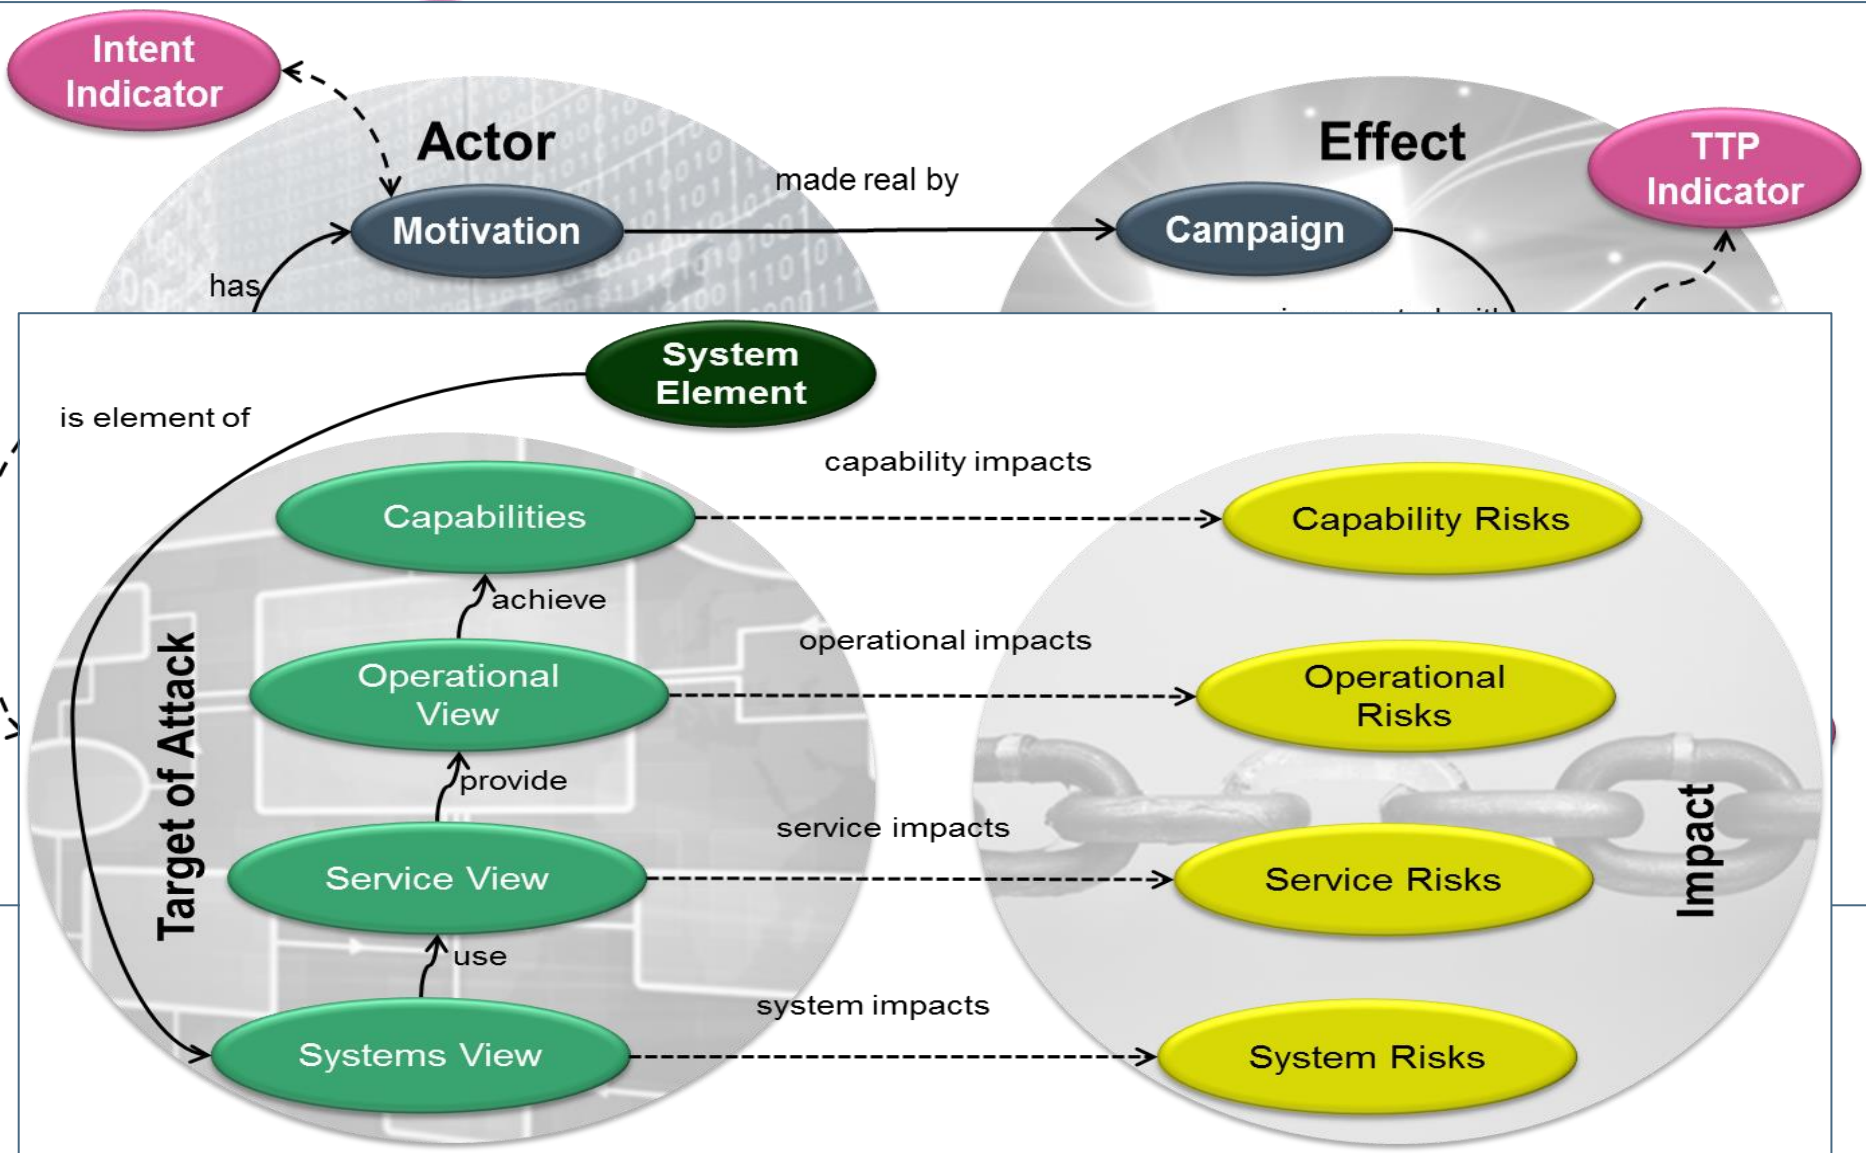 Intent
Indicator
Actor
Effect
TTP
Indicator
made real by
Motivation
Campaign
has
System
Element
is element of
capability impacts
Capabilities
Capability Risks
achieve
operational impacts
Operational
View
Operational
Risks
provide
Target of Attack
service impacts
Impact
Service View
Service Risks
use
system impacts
Systems View
System Risks